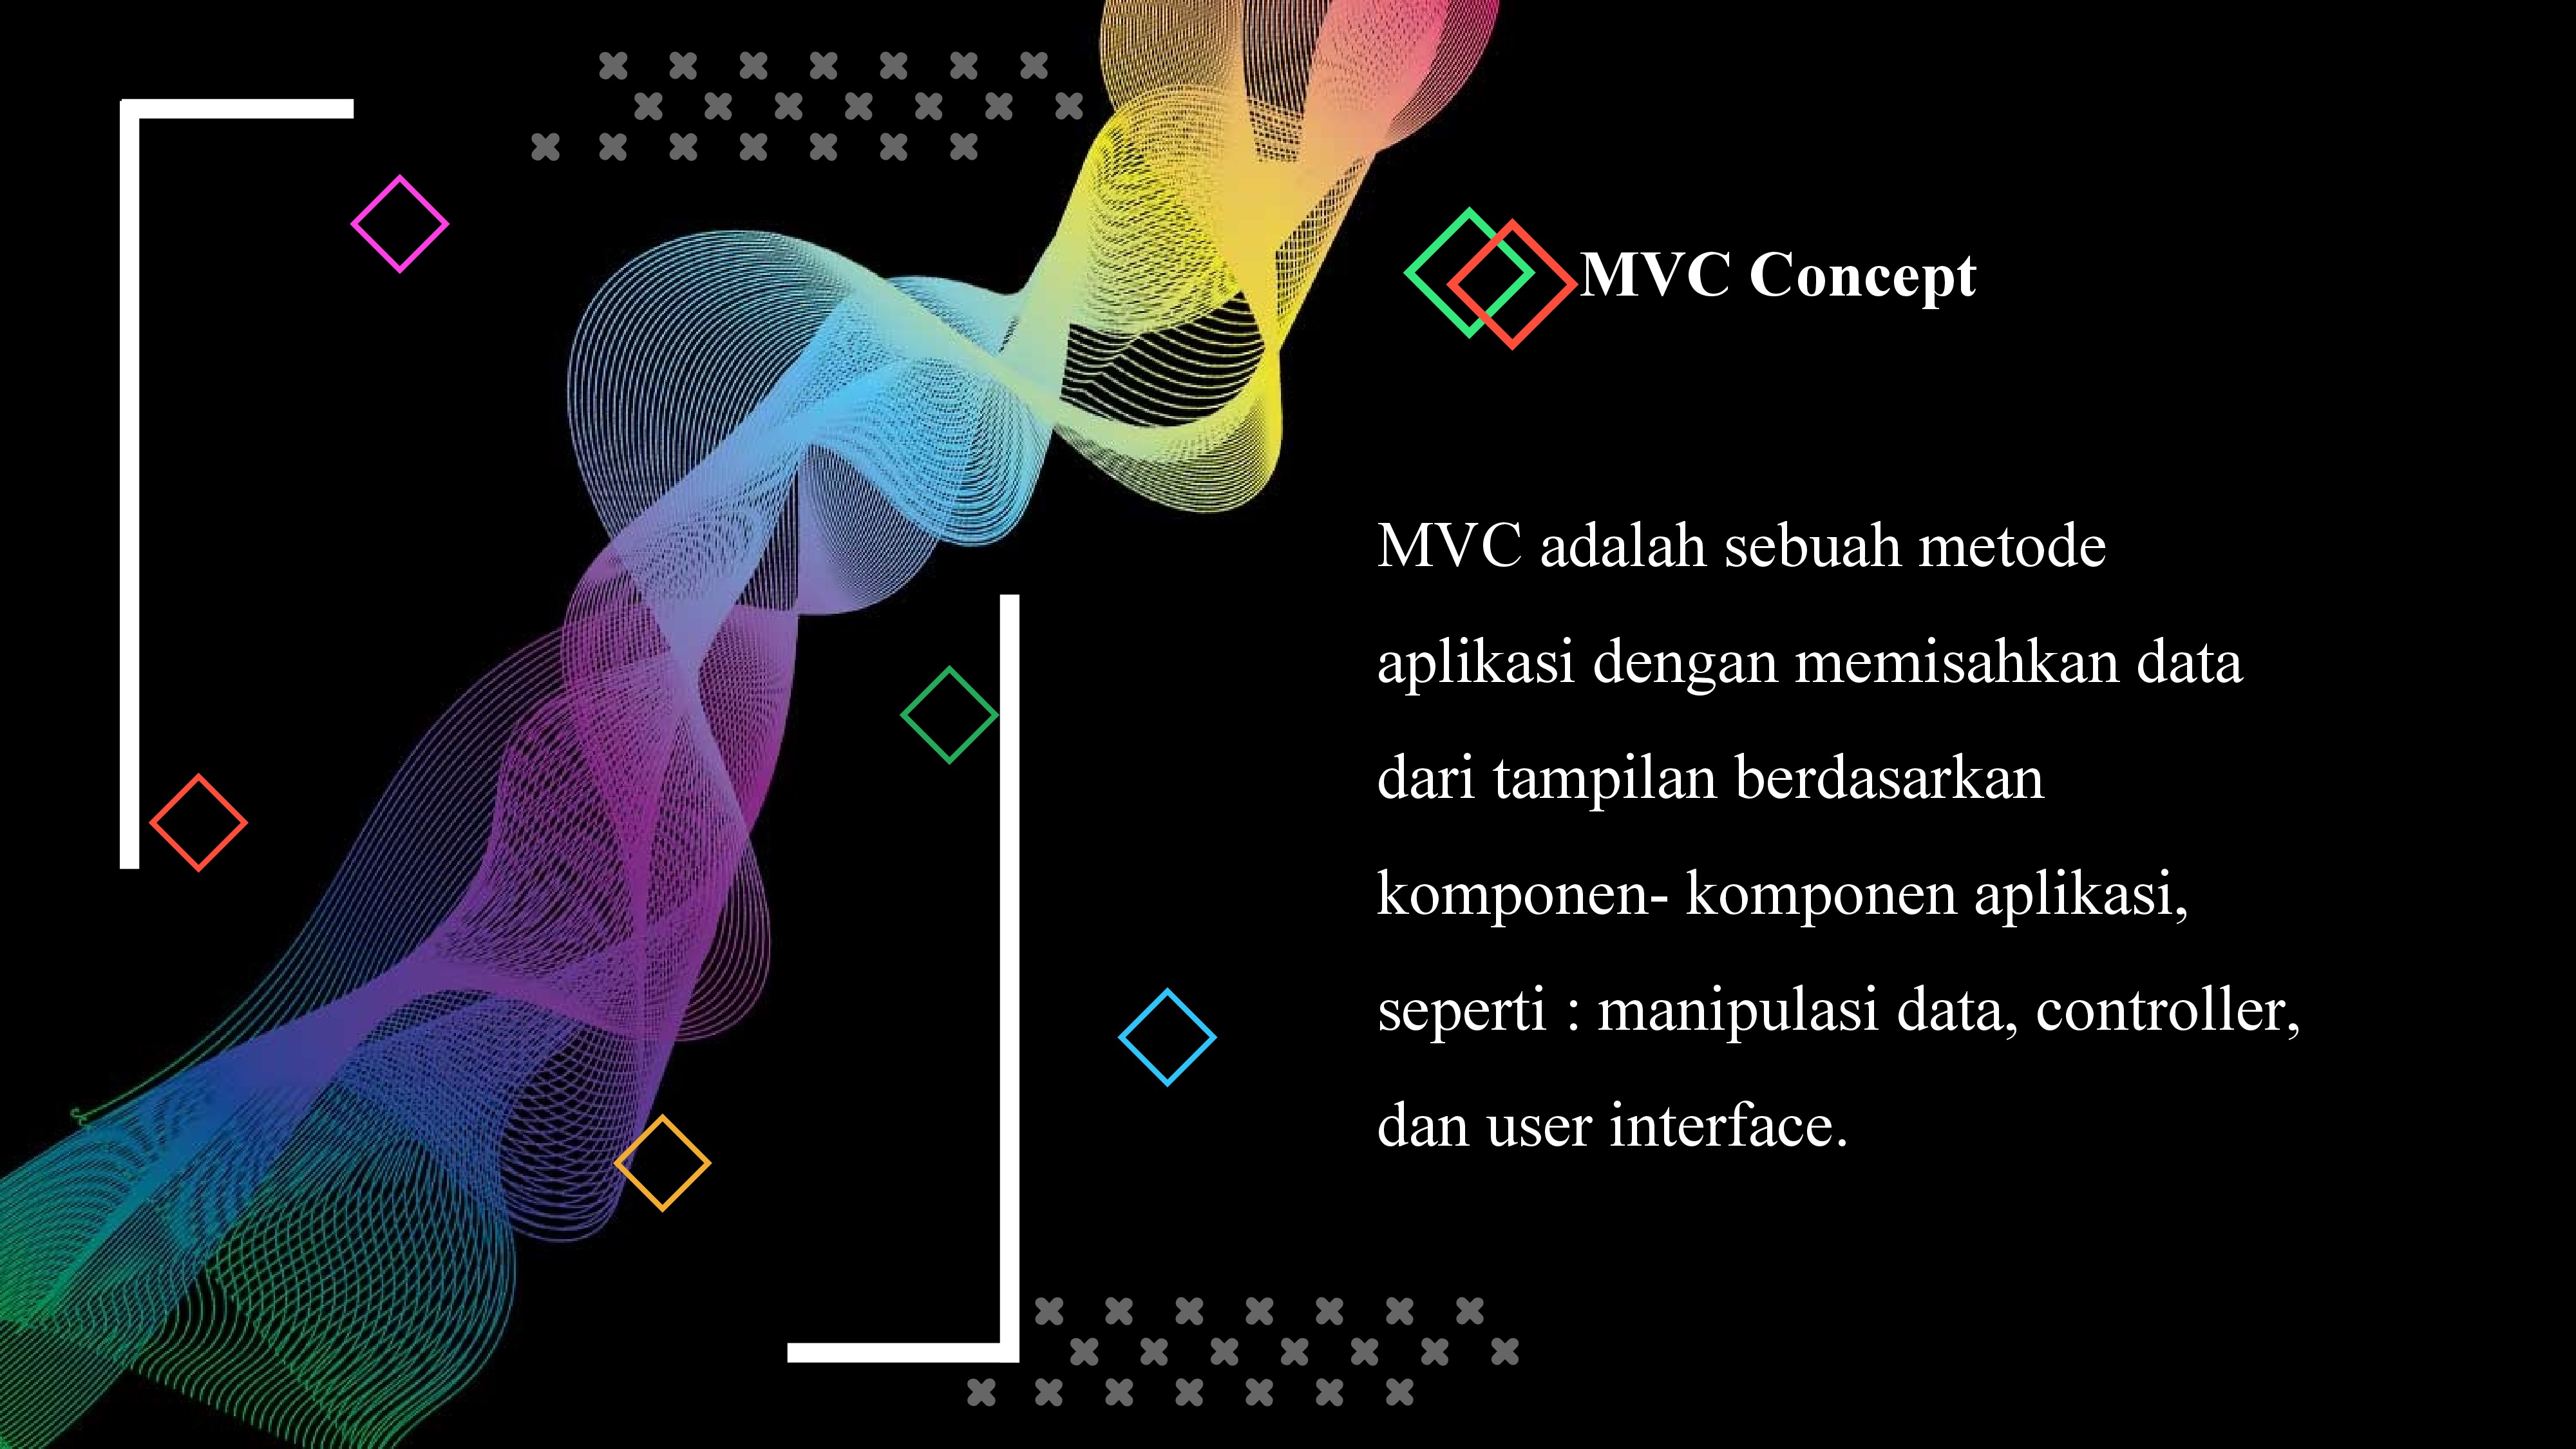 MVC Concept
MVC adalah sebuah metode
aplikasi dengan memisahkan data
dari tampilan berdasarkan
komponen- komponen aplikasi,
seperti : manipulasi data, controller,
dan user interface.